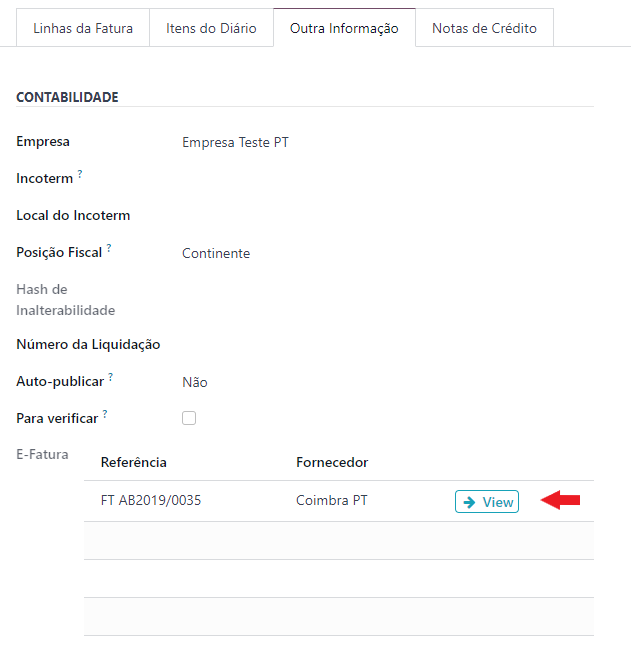 Linhas da Fatura Itens do Diário Outra Informação Notas de Crédito
CONTABILIDADE
Empresa Empresa Teste PT
Incoterm ?
Local do Incoterm
Posição Fiscal ? Continente
Hash de
Inalterabilidade
Número da Liquidação
Auto-publicar ? Não
Para verificar ?
E-Fatura
Referência Fornecedor
FT AB2019/0035 Coimbra PT View